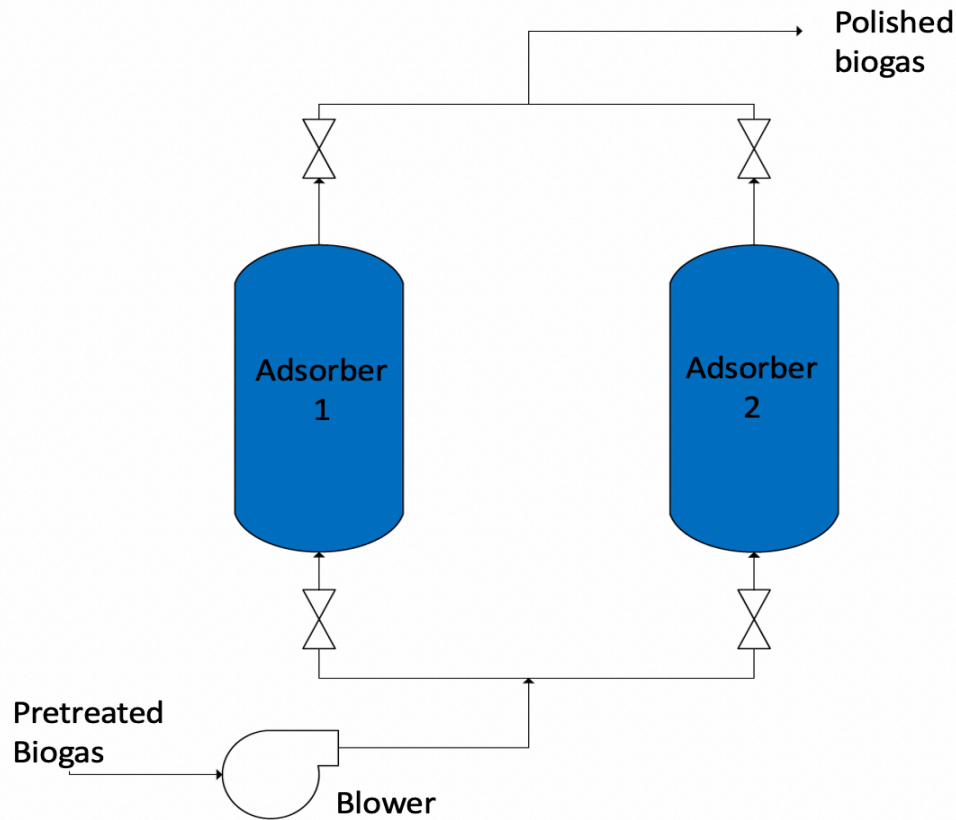 Polished
biogas
Adsorber
1
Adsorber
2
Pretreated
Biogas
Blower